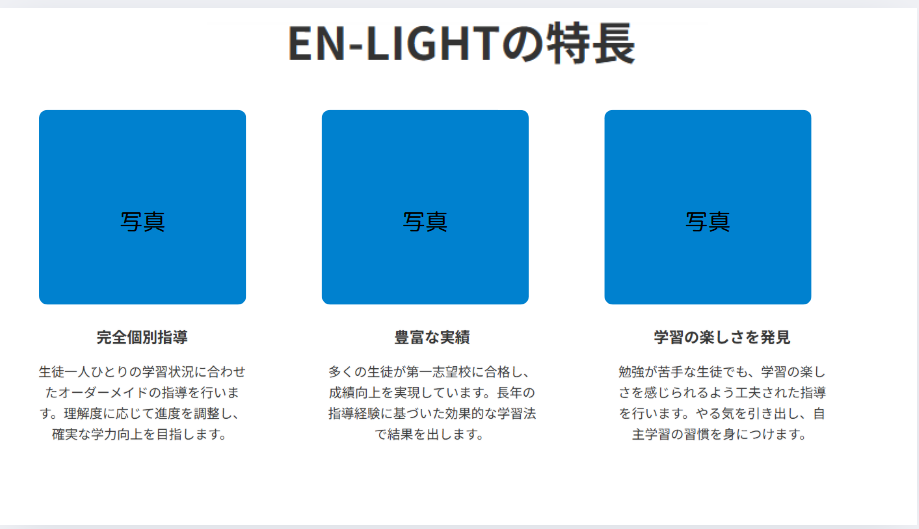 EN-LIGHTの特長
写真
写真
写真
完全個別指導
生徒一人ひとりの学習状況に合わせ
たオーダーメイドの指導を行いま
す。理解度に応じて進度を調整し、
確実な学力向上を目指します。
豊富な実績
多くの生徒が第一志望校に合格し、
成績向上を実現しています。長年の
指導経験に基づいた効果的な学習法
で結果を出します。
学習の楽しさを発見
勉強が苦手な生徒でも、学習の楽し
さを感じられるよう工夫された指導
を行います。やる気を引き出し、自
主学習の習慣を身につけます。